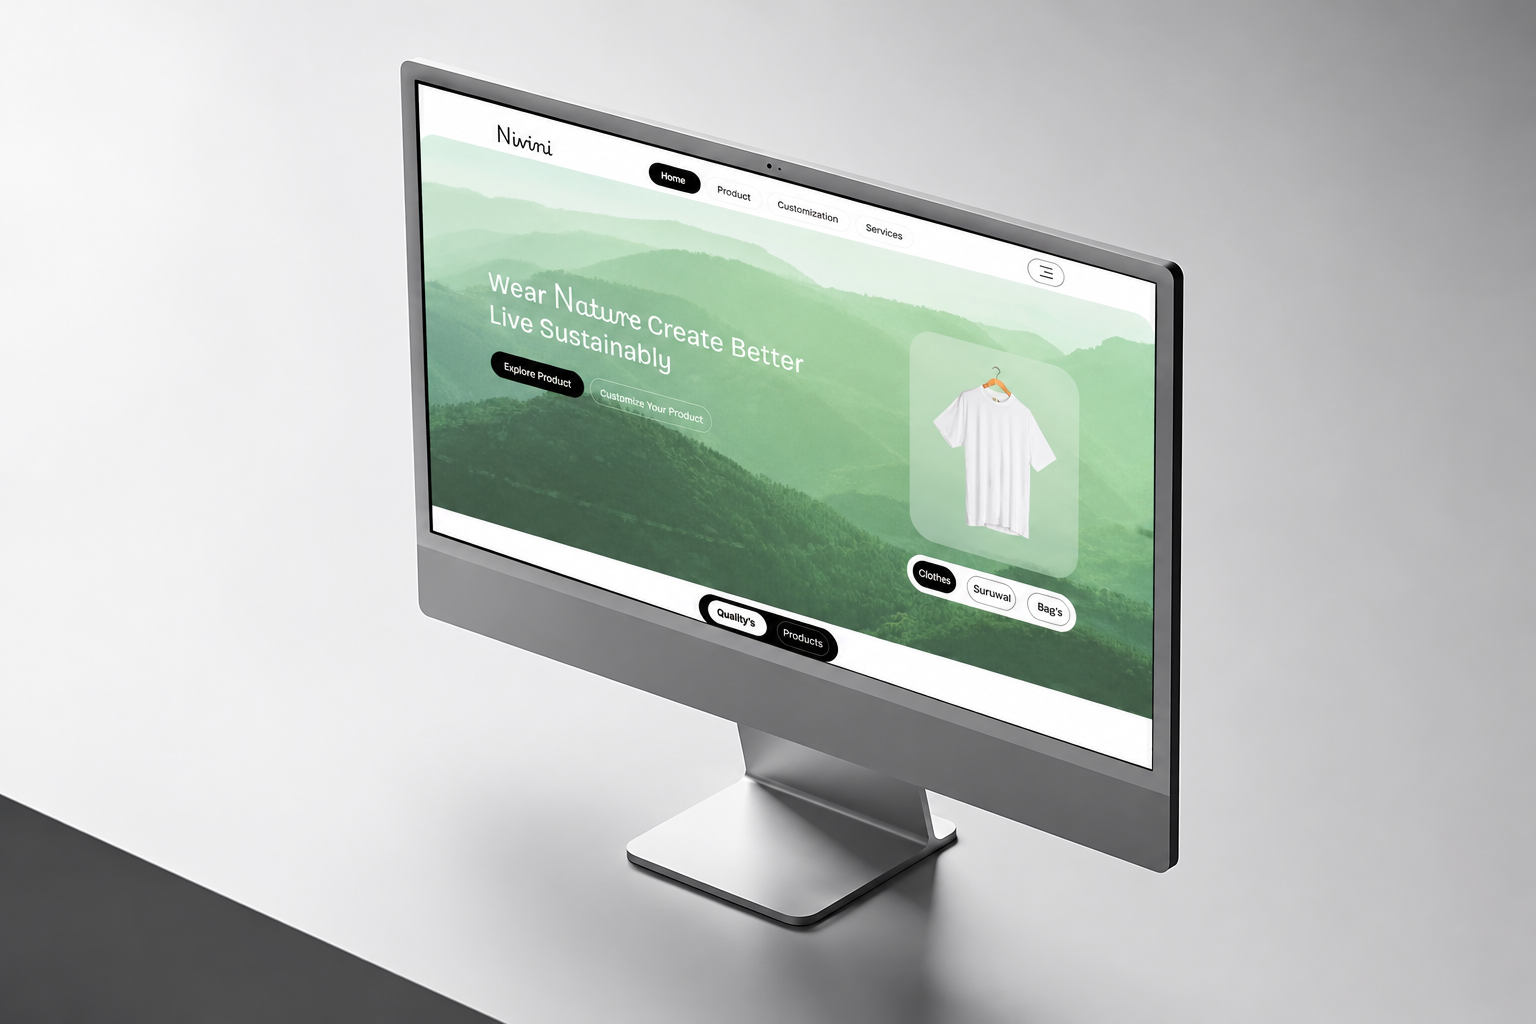 Nivini
Home
Product
Customization
Services
Wear Nature Create Better
Live Sustainably
Explore Product
Customize Your Product
Clothes
Suruwal
Bag's
Quality's
Products